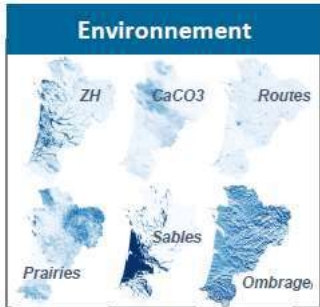 Environnement
ZH
CaCO3
Routes
Prairies
Sables
Ombrage